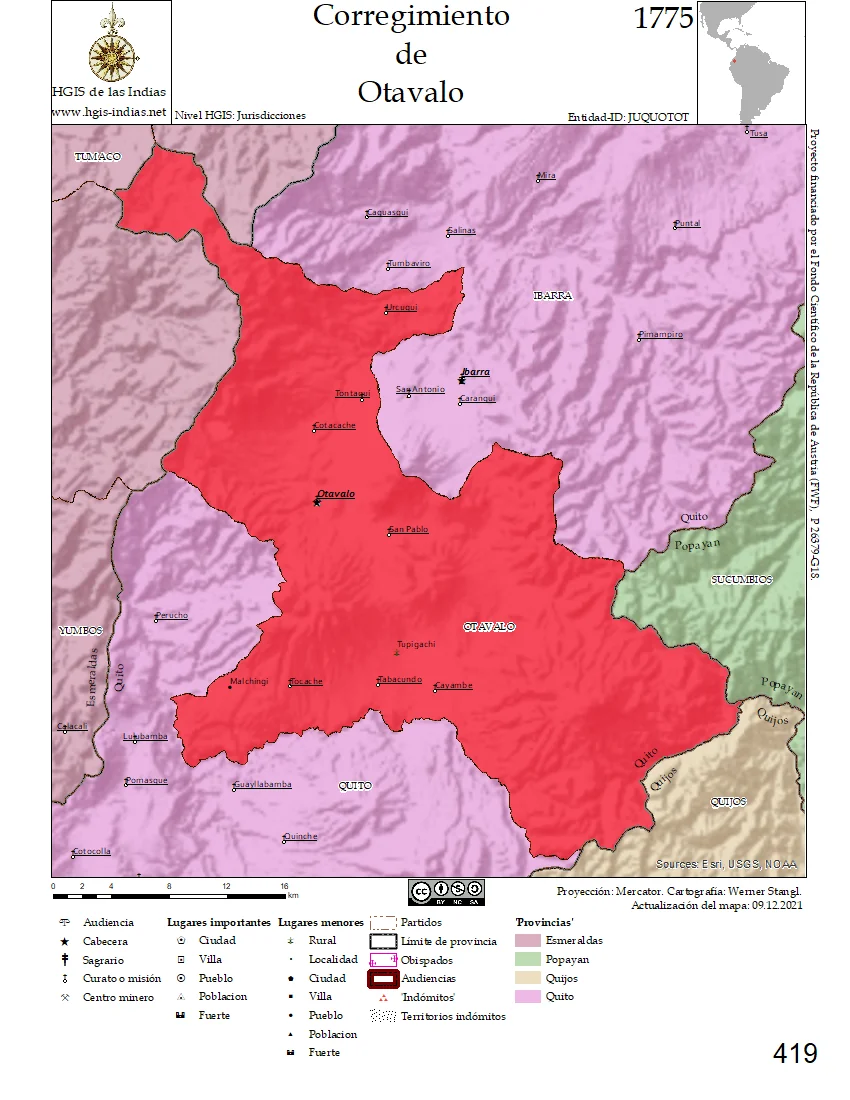 Corregimiento
de
Otavalo
1775
HGIS de las Indias
www.hgis-indias.net
Nivel HGIS: Jurisdicciones
Entidad-ID: JUQUOTOT
Proyecto financiado por el Fondo Científico de la República de Austria (FWF), P 26379-G18.
TUMACO
Tusa
Mira
Caguasqui
Salinas
Puntal
Tumbaviro
IBARRA
Urcuqui
Pimampiro
Ibarra
San Antonio
Caranqui
Tontaqui
Cotacache
Otavalo
San Pablo
Quito
Popayan
SUCUMBIOS
Perucho
YUMBOS
OTAVALO
Tupigachi
Esmeraldas
Quito
Malchingi
Tocache
Tabacundo
Cayambe
Popayan
Quijos
Calacali
Lulubamba
Quito
Quijos
Pomasque
Guayllabamba
QUITO
QUIJOS
Quinche
Cotocolla
Sources: Esri, USGS, NOAA
0 2 4 8 12 16
km
cc BY NC SA
Proyección: Mercator. Cartografía: Werner Stangl.
Actualización del mapa: 09.12.2021
Audiencia
Cabecera
Sagrario
Curato o misión
Centro minero
Lugares importantes
Ciudad
Villa
Pueblo
Poblacion
Fuerte
Lugares menores
Rural
Localidad
Ciudad
Villa
Pueblo
Poblacion
Fuerte
Partidos
Límite de provincia
Obispados
Audiencias
'Indómitos'
Territorios indómitos
'Provincias'
Esmeraldas
Popayan
Quijos
Quito
419